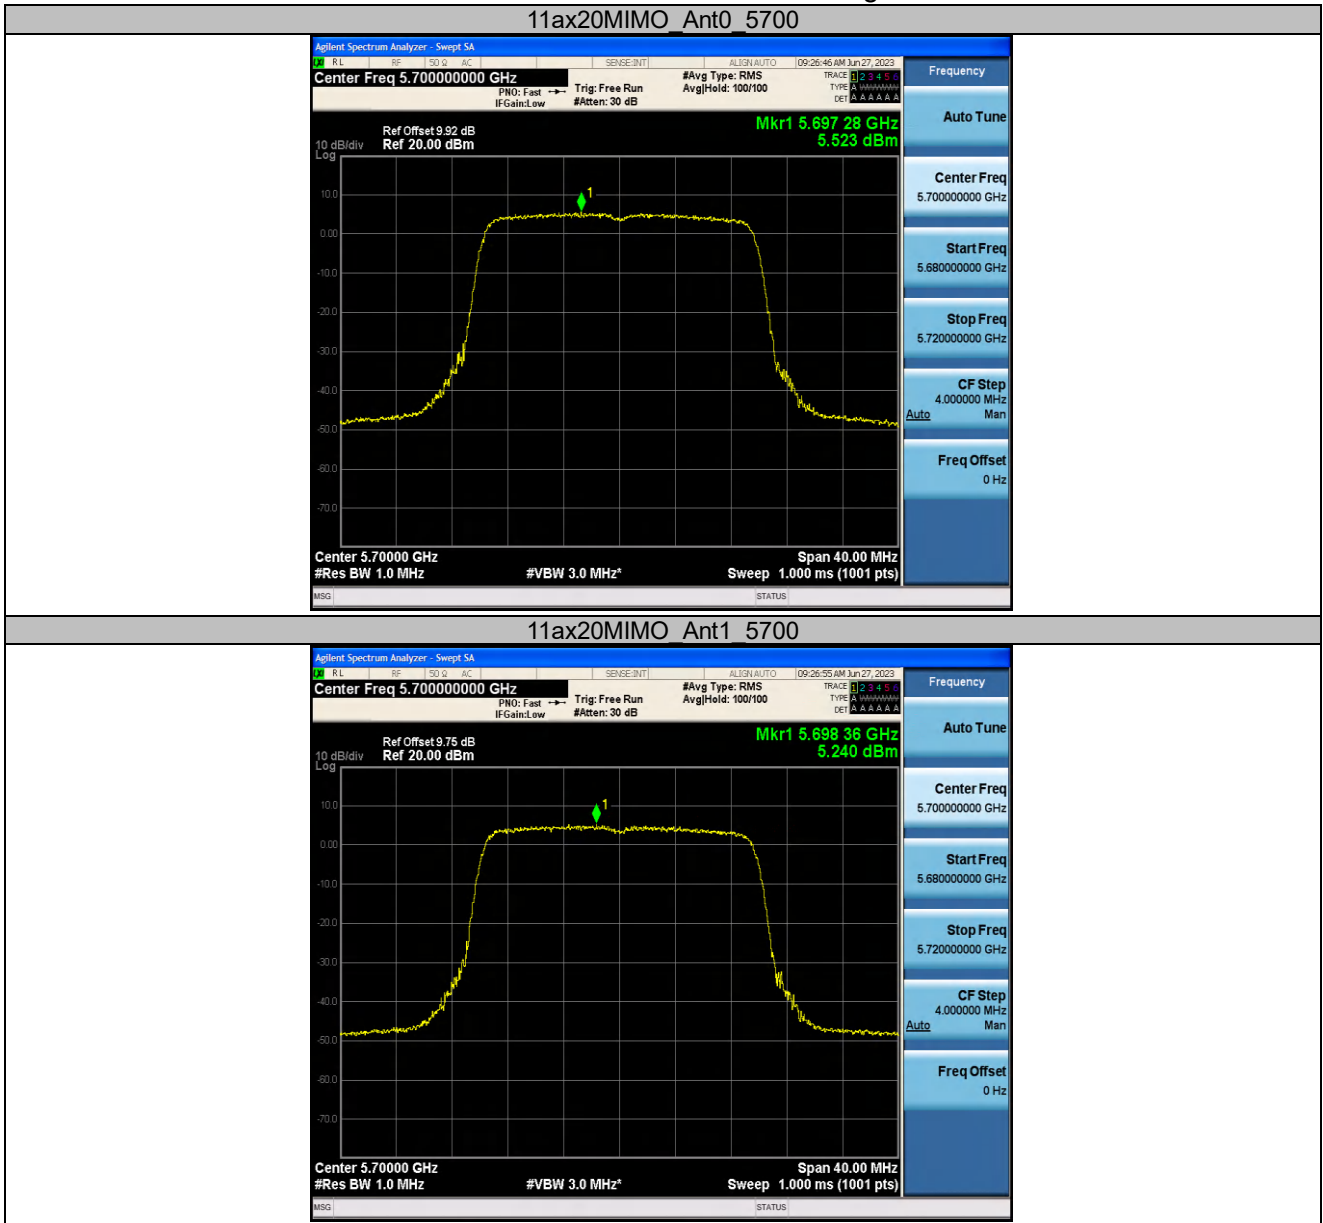 11ax20MIMO_Ant0_5700
Agilent Spectrum Analyzer - Swept SA
RL RF 50 Ω AC SENSE:INT ALIGN AUTO 09:26:46 AM Jun 27, 2023
Center Freq 5.700000000 GHz
PNO: Fast
IFGain:Low
Trig: Free Run
#Atten: 30 dB
#Avg Type: RMS
Avg|Hold: 100/100
TRACE 1 2 3 4 5 6
TYPE A WWWWW
DET A A A A A A
Mkr1 5.697 28 GHz
5.523 dBm
Ref Offset 9.92 dB
10 dB/div Ref 20.00 dBm
Log
1
10.0
0.00
-10.0
-20.0
-30.0
-40.0
-50.0
-60.0
-70.0
Center 5.70000 GHz Span 40.00 MHz
#Res BW 1.0 MHz #VBW 3.0 MHz* Sweep 1.000 ms (1001 pts)
MSG STATUS
Frequency
Auto Tune
Center Freq
5.700000000 GHz
Start Freq
5.680000000 GHz
Stop Freq
5.720000000 GHz
CF Step
4.000000 MHz
Auto Man
Freq Offset
0 Hz
11ax20MIMO_Ant1_5700
Agilent Spectrum Analyzer - Swept SA
RL RF 50 Ω AC SENSE:INT ALIGN AUTO 09:26:55 AM Jun 27, 2023
Center Freq 5.700000000 GHz
PNO: Fast
IFGain:Low
Trig: Free Run
#Atten: 30 dB
#Avg Type: RMS
Avg|Hold: 100/100
TRACE 1 2 3 4 5 6
TYPE A WWWWW
DET A A A A A A
Mkr1 5.698 36 GHz
5.240 dBm
Ref Offset 9.75 dB
10 dB/div Ref 20.00 dBm
Log
1
10.0
0.00
-10.0
-20.0
-30.0
-40.0
-50.0
-60.0
-70.0
Center 5.70000 GHz Span 40.00 MHz
#Res BW 1.0 MHz #VBW 3.0 MHz* Sweep 1.000 ms (1001 pts)
MSG STATUS
Frequency
Auto Tune
Center Freq
5.700000000 GHz
Start Freq
5.680000000 GHz
Stop Freq
5.720000000 GHz
CF Step
4.000000 MHz
Auto Man
Freq Offset
0 Hz